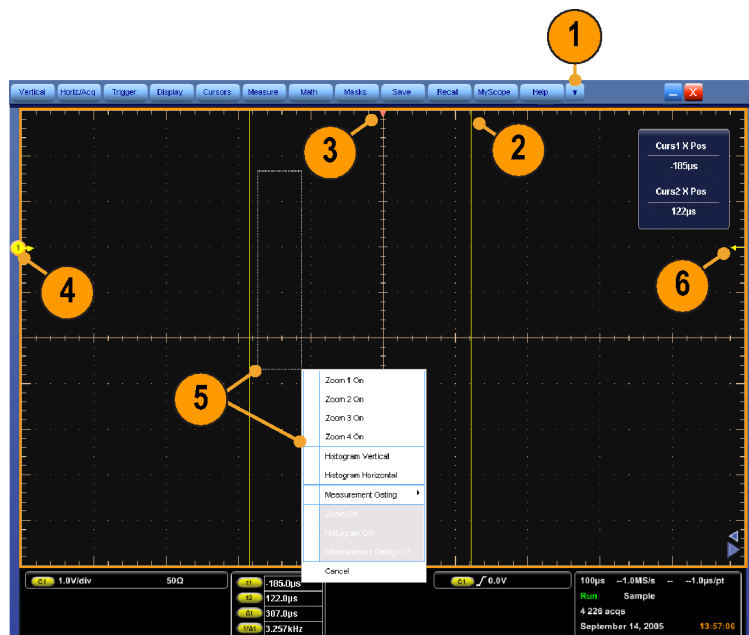 1
Vertical Horiz/Acq Trigger Display Cursors Measure Math Masks Save Recall MyScope Help
3
2
Curs1 X Pos
-185µs
Curs2 X Pos
122µs
1
4
6
5
Zoom 1 On
Zoom 2 On
Zoom 3 On
Zoom 4 On
Histogram Vertical
Histogram Horizontal
Measurement Gating
Zoom Off
Histogram Off
Measurement Gating Off
Cancel
C1 1.0V/div 50Ω
t1 -185.0µs
t2 122.0µs
Δt 307.0µs
1/Δt 3.257kHz
C1 0.0V
100µs --1.0MS/s -- --1.0µs/pt
Run Sample
4 226 acqs
September 14, 2005 13:57:06